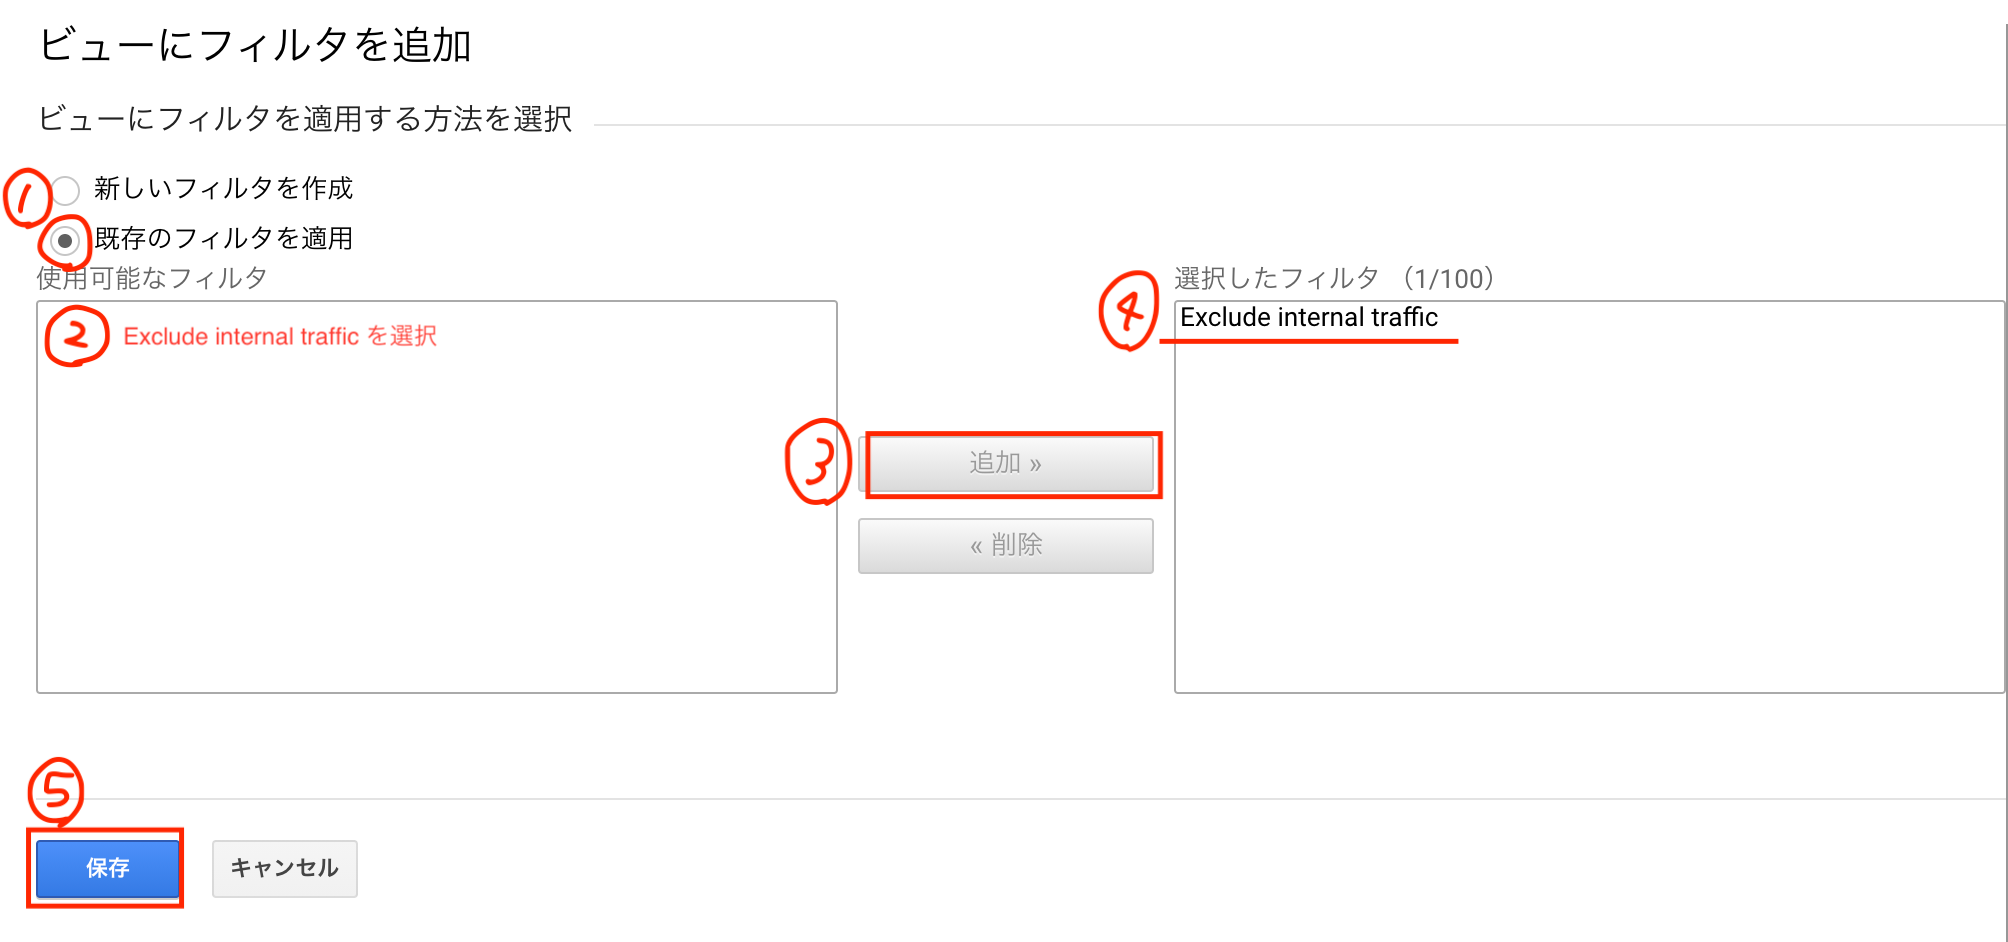 ビューにフィルタを追加
ビューにフィルタを適用する方法を選択
① 新しいフィルタを作成
既存のフィルタを適用
使用可能なフィルタ
② Exclude internal traffic を選択
③ 追加 »
« 削除
選択したフィルタ （1/100）
④ Exclude internal traffic
⑤
保存 キャンセル